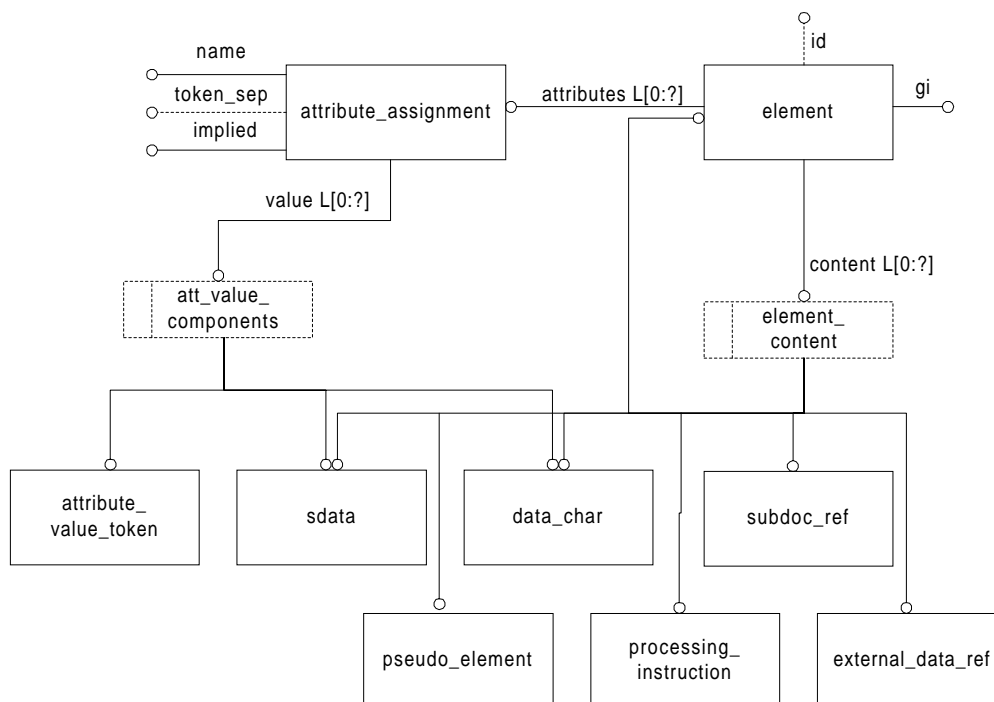 id
name
token_sep
implied
attribute_assignment
attributes L[0:?]
element
gi
value L[0:?]
content L[0:?]
att_value_
components
element_
content
attribute_
value_token
sdata
data_char
subdoc_ref
pseudo_element
processing_
instruction
external_data_ref